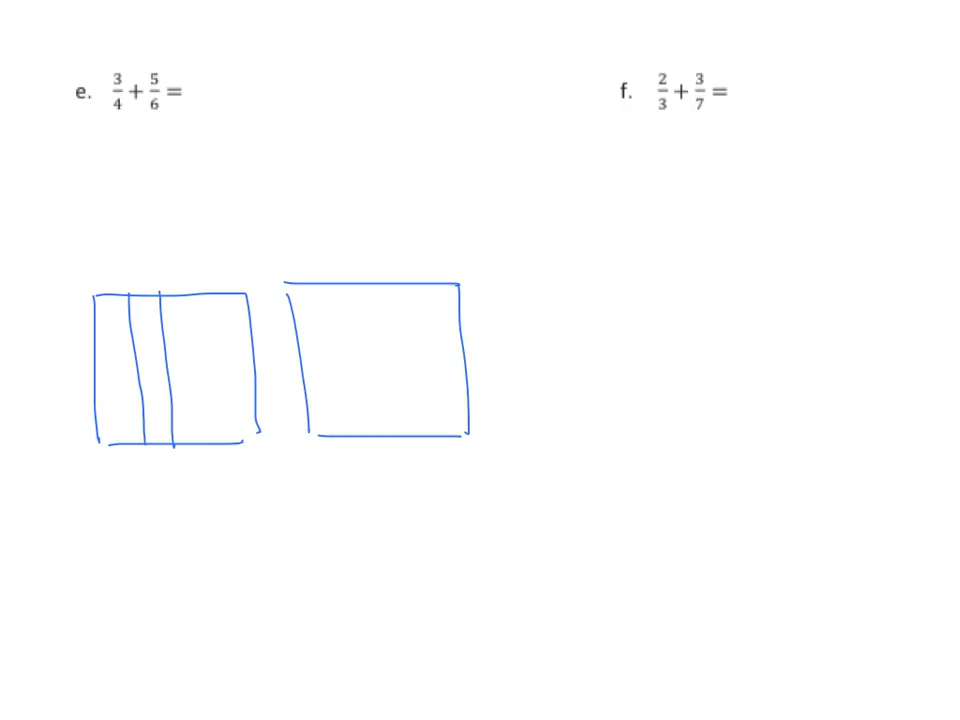 e. 3/4 + 5/6 =
f. 2/3 + 3/7 =